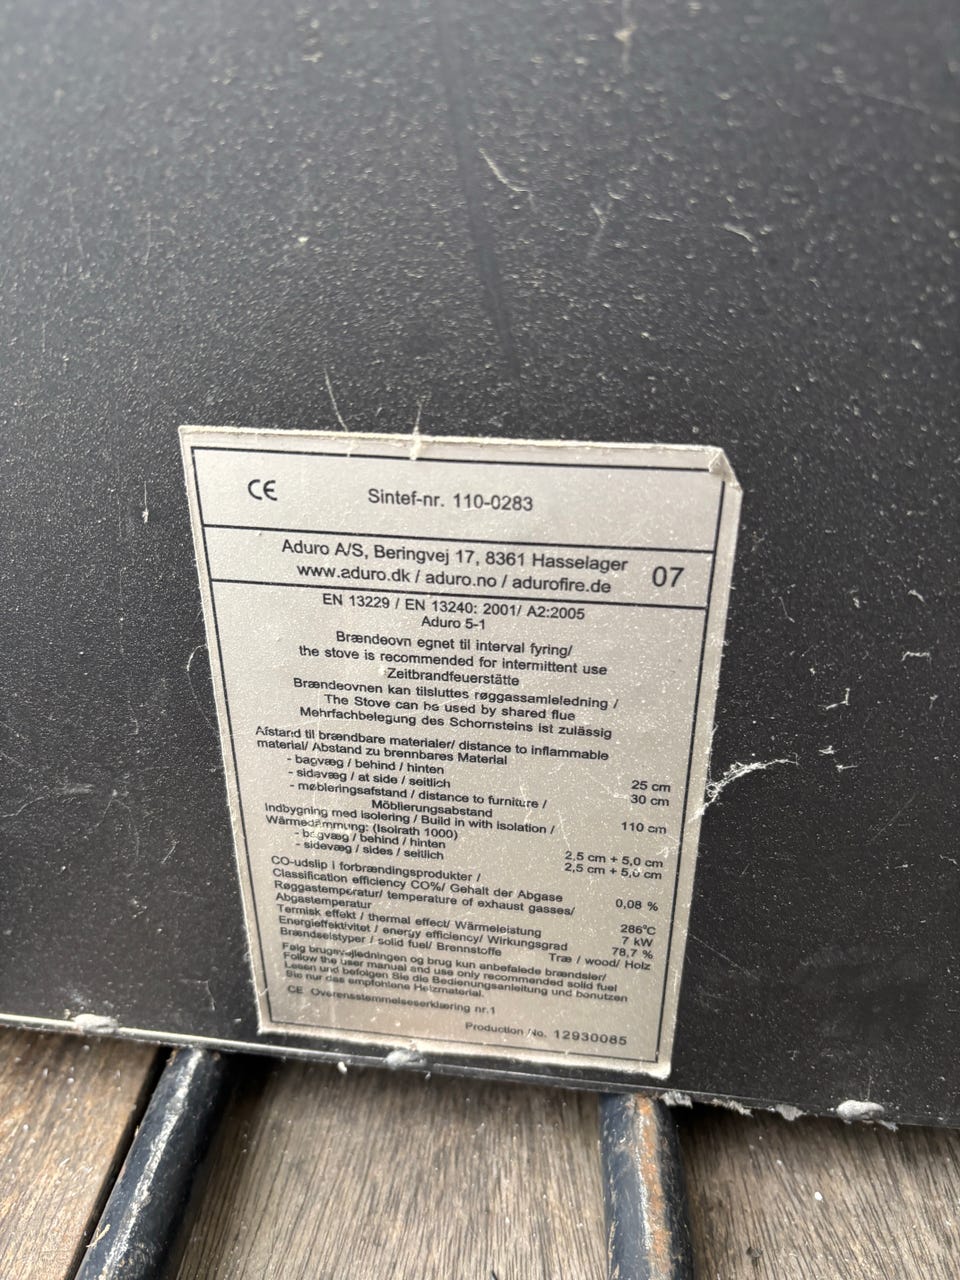 CE Sintef-nr. 110-0283
Aduro A/S, Beringvej 17, 8361 Hasselager
www.aduro.dk / aduro.no / adurofire.de
07
EN 13229 / EN 13240: 2001/ A2:2005
Aduro 5-1
Brændeovn egnet til interval fyring/
the stove is recommended for intermittent use
Zeitbrandfeuerstätte
Brændeovnen kan tilsluttes røggassamleledning /
The Stove can be used by shared flue
Mehrfachbelegung des Schornsteins ist zulässig
Afstand til brændbare materialer/ distance to inflammable
material/ Abstand zu brennbares Material
- bagvæg / behind / hinten 25 cm
- sidevæg / at side / seitlich 30 cm
- møbleringsafstand / distance to furniture /
Möblierungsabstand 110 cm
Indbygning med isolering / Build in with isolation /
Wärmedämmung: (Isolrath 1000)
- bagvæg / behind / hinten 2,5 cm + 5,0 cm
- sidevæg / sides / seitlich 2,5 cm + 5,0 cm
CO-udslip i forbrændingsprodukter /
Classification efficiency CO%/ Gehalt der Abgase 0,08 %
Røggastemperatur/ temperature of exhaust gasses/
Abgastemperatur 286°C
Termisk effekt / thermal effect/ Wärmeleistung 7 kW
Energieffektivitet / energy efficiency/ Wirkungsgrad 78,7 %
Brændselstyper / solid fuel/ Brennstoffe Træ / wood/ Holz
Følg brugsvejledningen og brug kun anbefalede brændsler/
Follow the user manual and use only recommended solid fuel
Lesen und befolgen Sie die Bedienungsanleitung und benutzen
Sie nur das empfohlene Heizmaterial.
CE Overensstemmelseserklæring nr.1
Production No. 12930085